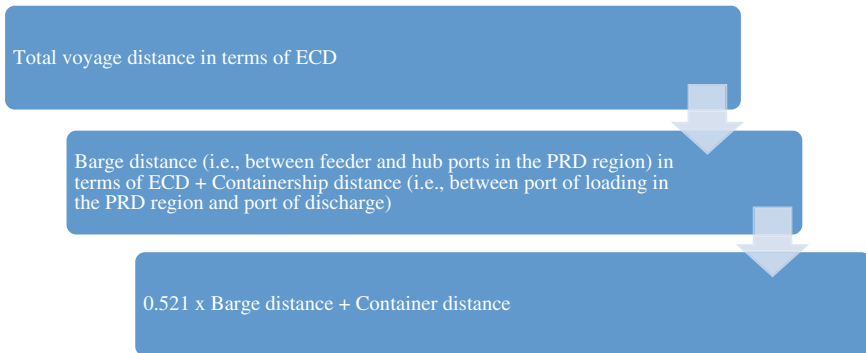 Total voyage distance in terms of ECD
Barge distance (i.e., between feeder and hub ports in the PRD region) in
terms of ECD + Containership distance (i.e., between port of loading in
the PRD region and port of discharge)
0.521 x Barge distance + Container distance